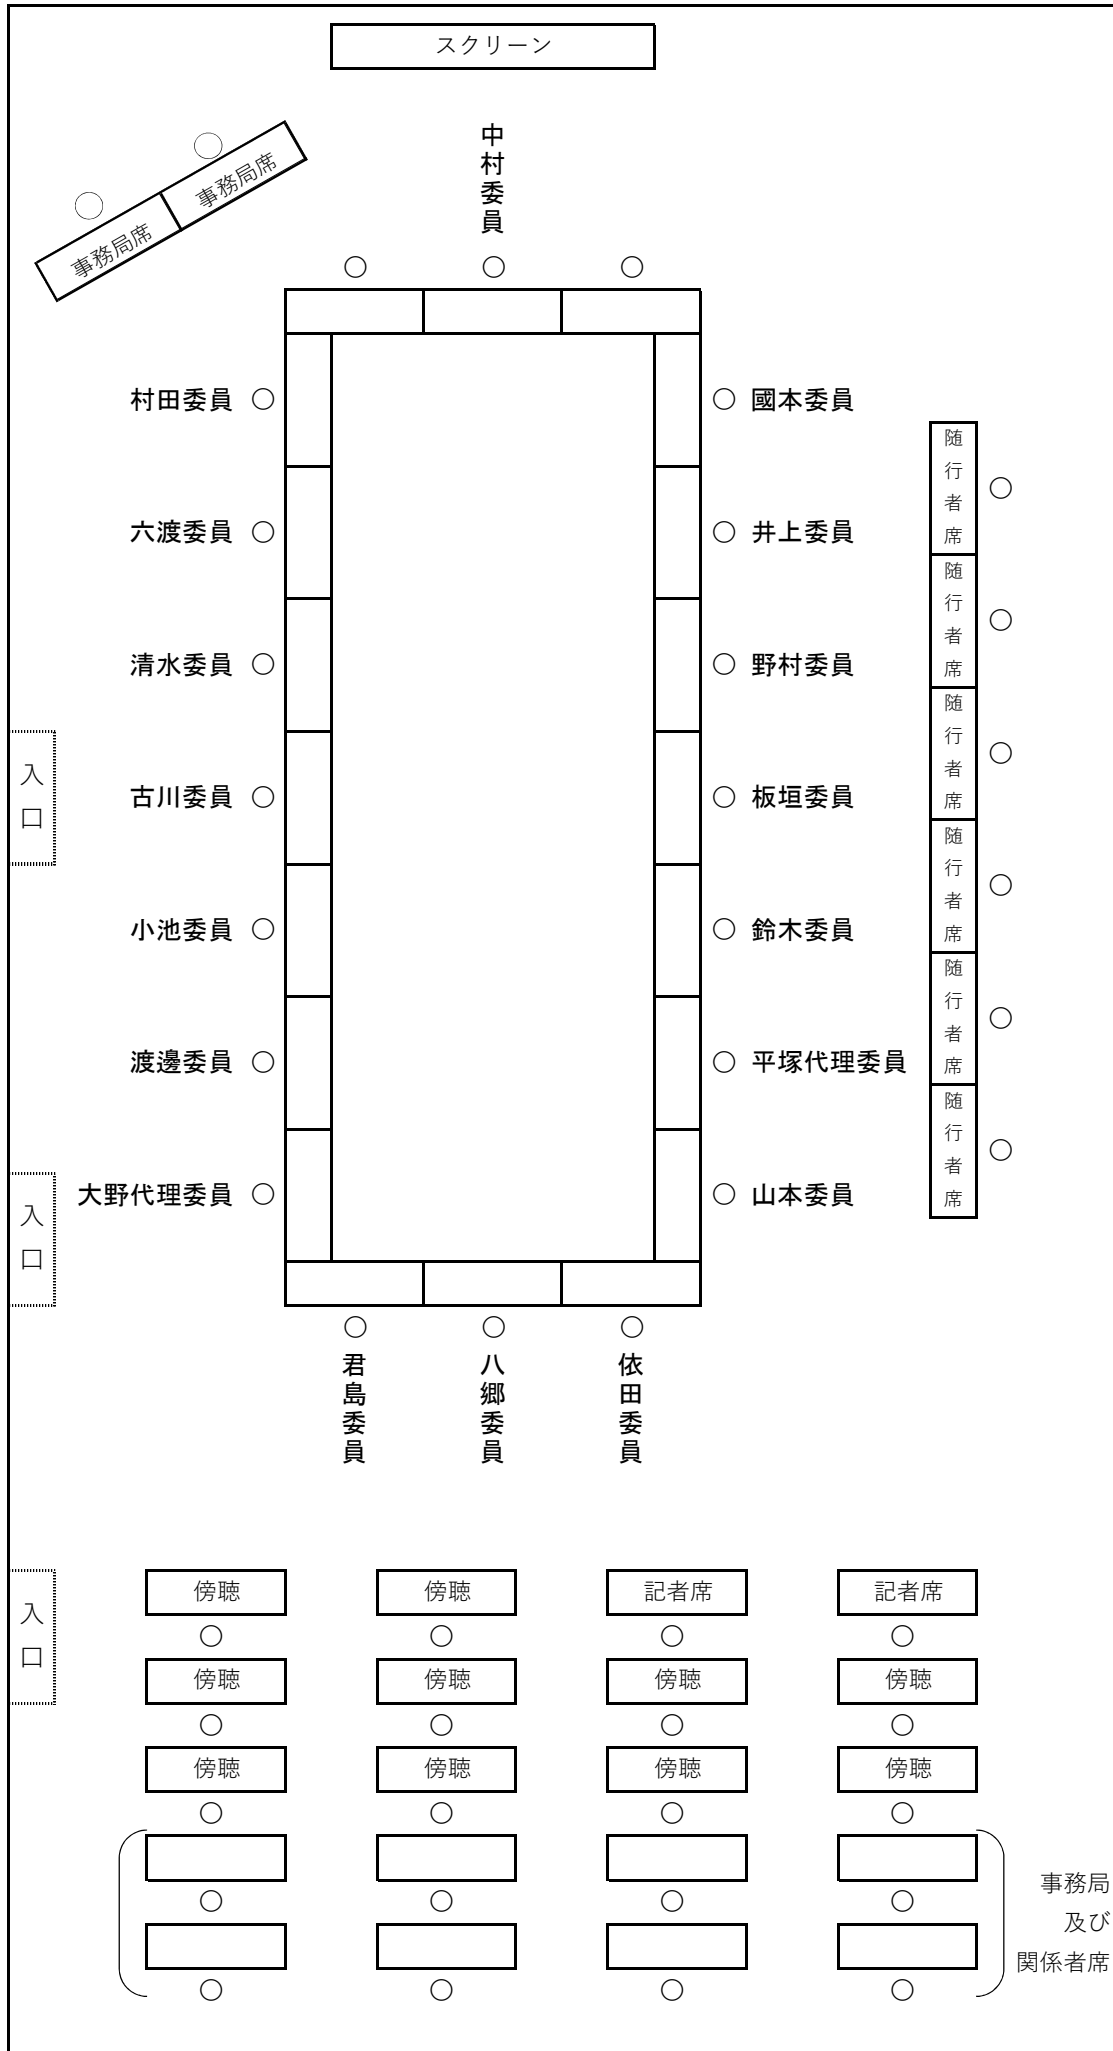 スクリーン
事務局席
事務局席
中村委員
村田委員
國本委員
六渡委員
井上委員
清水委員
野村委員
古川委員
板垣委員
小池委員
鈴木委員
渡邊委員
平塚代理委員
大野代理委員
山本委員
随行者席
随行者席
随行者席
随行者席
随行者席
随行者席
入口
入口
君島委員
八郷委員
依田委員
入口
傍聴
傍聴
記者席
記者席
傍聴
傍聴
傍聴
傍聴
傍聴
傍聴
傍聴
傍聴
事務局
及び
関係者席